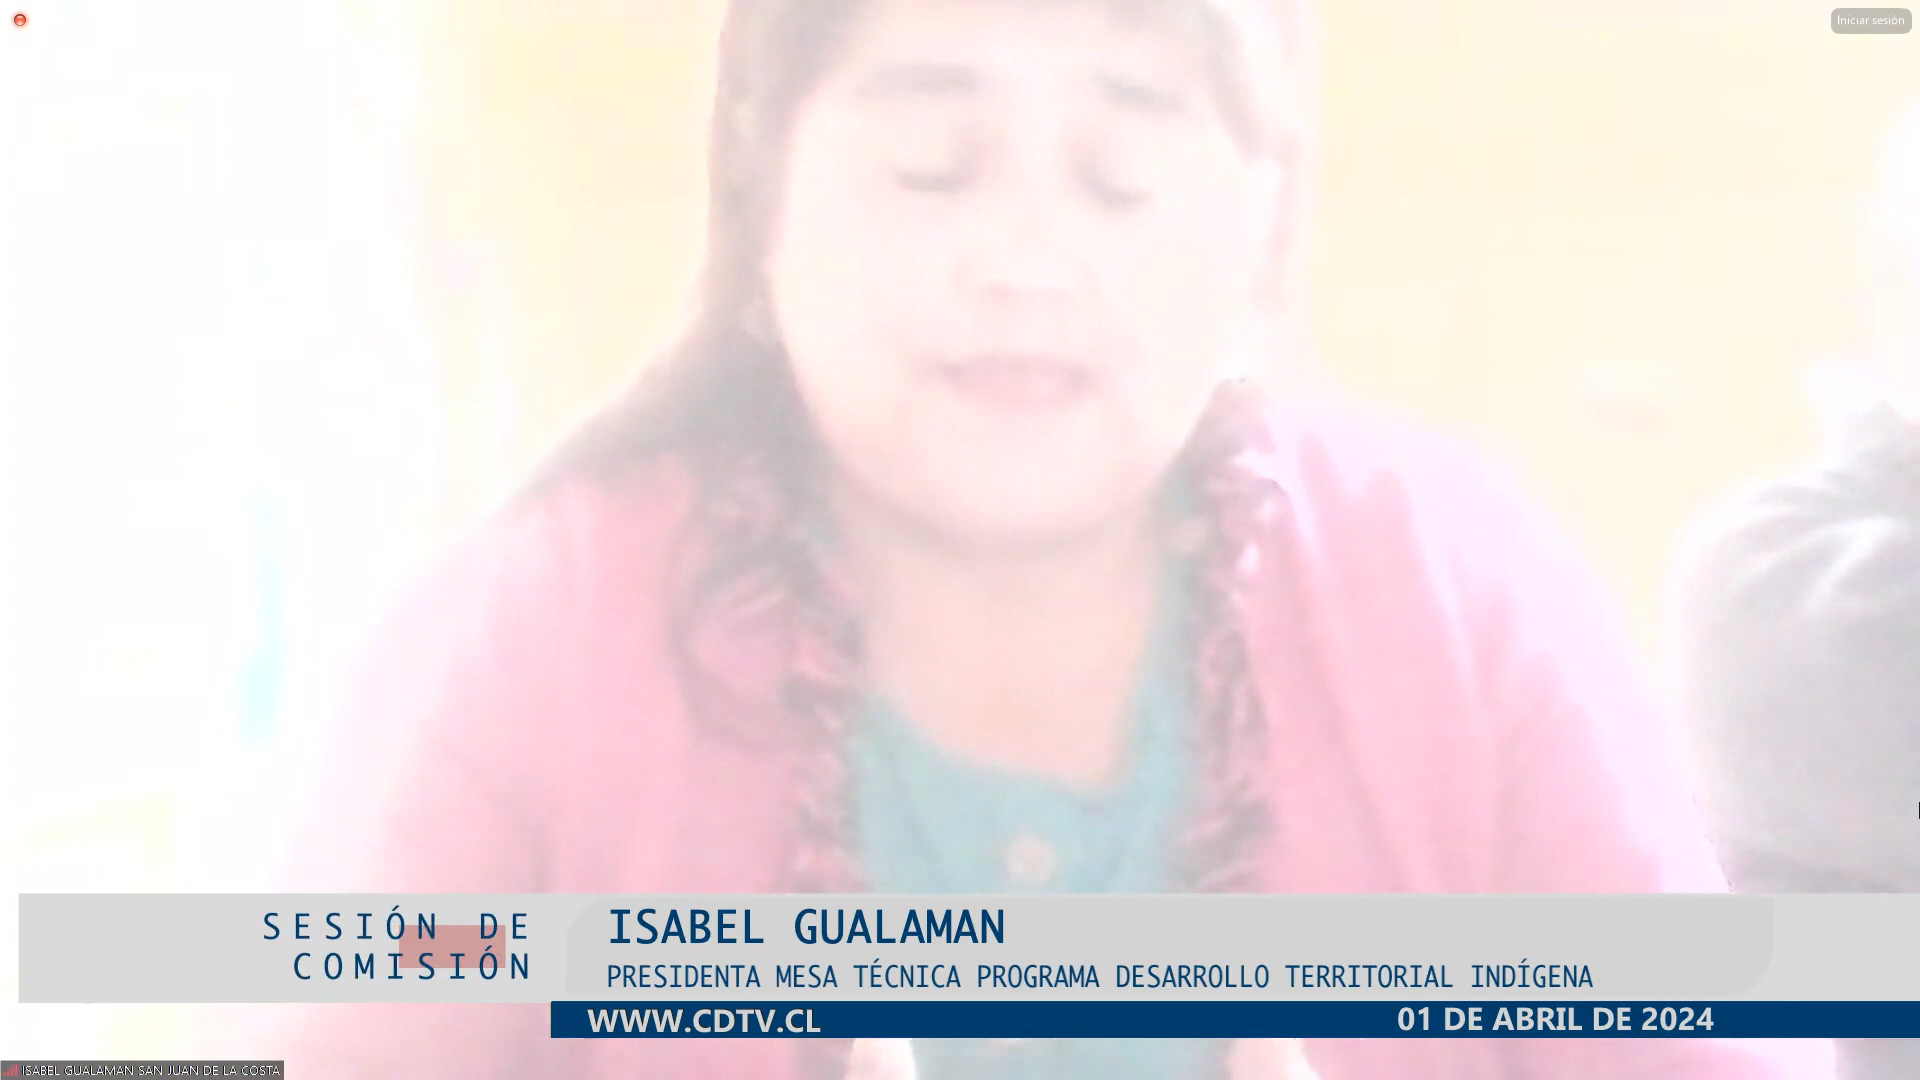 Iniciar sesión
SESIÓN DE
COMISIÓN
ISABEL GUALAMAN
PRESIDENTA MESA TÉCNICA PROGRAMA DESARROLLO TERRITORIAL INDÍGENA
WWW.CDTV.CL
01 DE ABRIL DE 2024
ISABEL GUALAMAN SAN JUAN DE LA COSTA